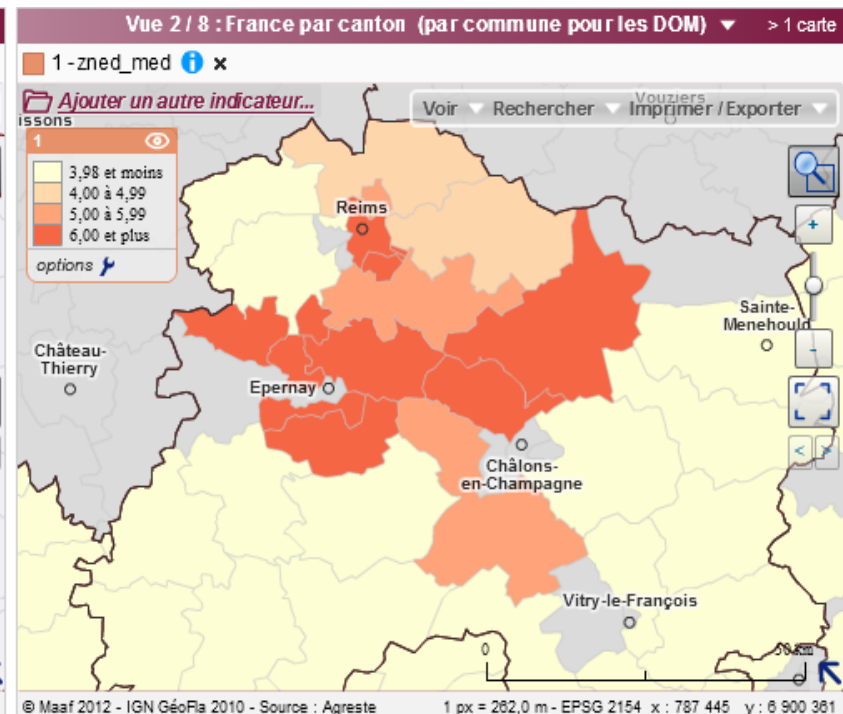 Vue 2 / 8 : France par canton (par commune pour les DOM) > 1 carte
1 - zned_med i x
Ajouter un autre indicateur...
Voir Rechercher Imprimer / Exporter
Vouziers
issons
1
3,98 et moins
4,00 à 4,99
5,00 à 5,99
6,00 et plus
options
Reims
+
Sainte-
Menehould
-
Château-
Thierry
Epernay
< >
Châlons-
en-Champagne
Vitry-le-François
0 50 km
© Maaf 2012 - IGN GéoFla 2010 - Source : Agreste 1 px = 262,0 m - EPSG 2154 x : 787 445 y : 6 900 361